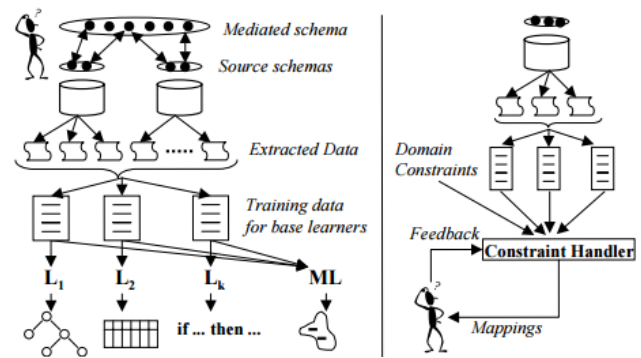 ?
Mediated schema
Source schemas
Extracted Data
Training data
for base learners
L1
L2
Lk
ML
if ... then ...
Domain
Constraints
Feedback
Constraint Handler
?
Mappings